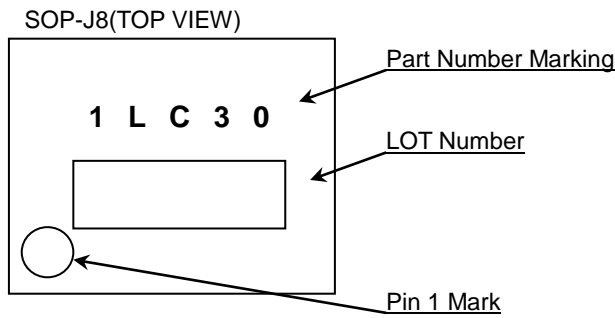 SOP-J8(TOP VIEW)
Part Number Marking
1 L C 3 0
LOT Number
Pin 1 Mark